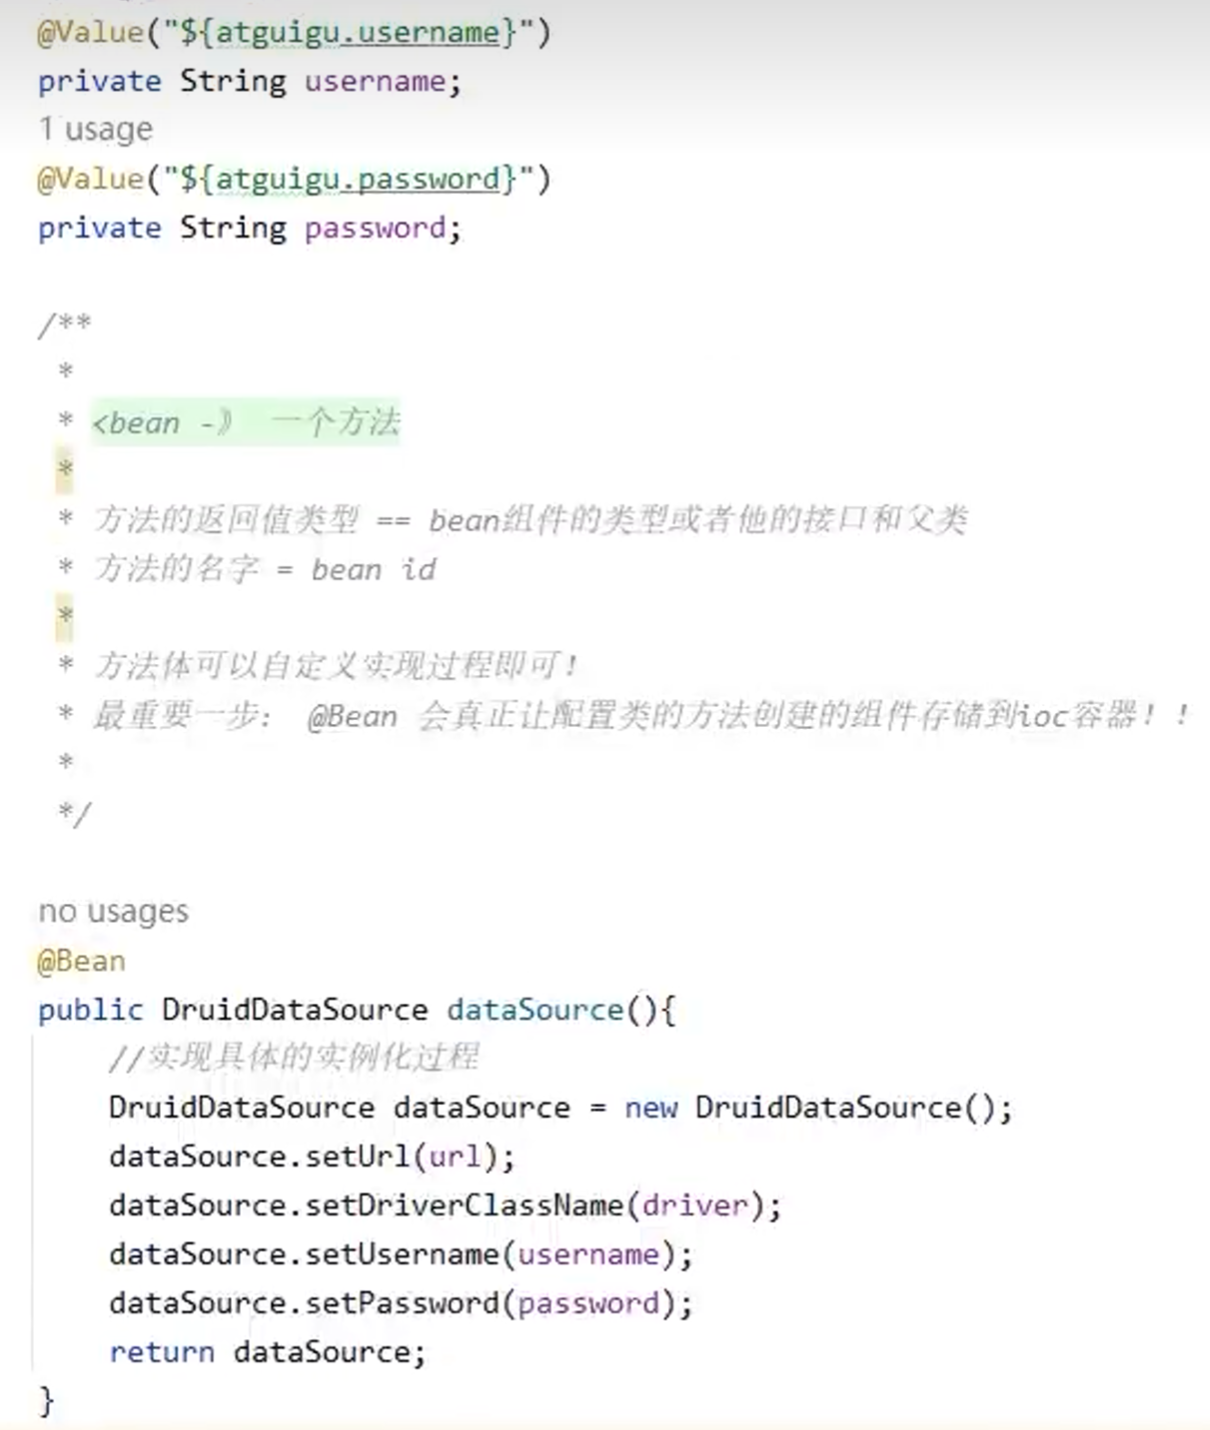 @Value("${atguigu.username}")
private String username;
1 usage
@Value("${atguigu.password}")
private String password;
/**
*
* <bean -》 一个方法
*
* 方法的返回值类型 == bean组件的类型或者他的接口和父类
* 方法的名字 = bean id
*
* 方法体可以自定义实现过程即可！
* 最重要一步： @Bean 会真正让配置类的方法创建的组件存储到ioc容器！！
*
*/
no usages
@Bean
public DruidDataSource dataSource(){
//实现具体的实例化过程
DruidDataSource dataSource = new DruidDataSource();
dataSource.setUrl(url);
dataSource.setDriverClassName(driver);
dataSource.setUsername(username);
dataSource.setPassword(password);
return dataSource;
}